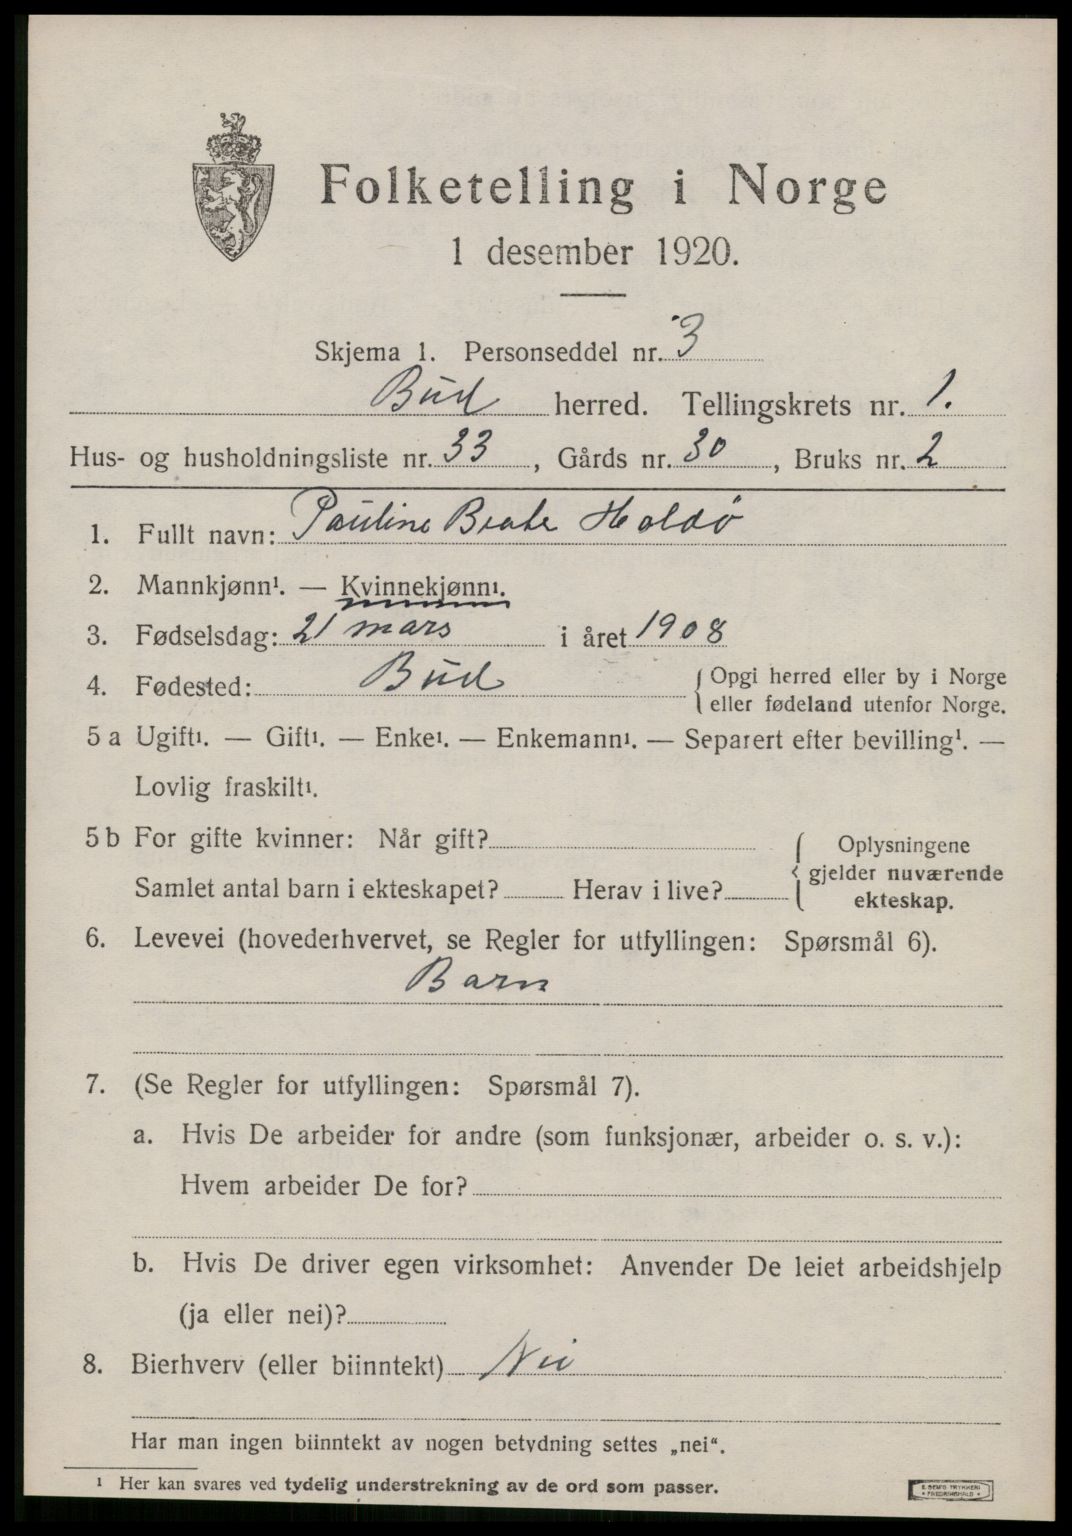 Folketelling i Norge
1 desember 1920.
Skjema 1. Personseddel nr. 3
Bud herred. Tellingskrets nr. 1.
Hus- og husholdningsliste nr. 33, Gårds nr. 30, Bruks nr. 2
1. Fullt navn: Pauline Beate Haldø
2. Mannkjønn¹. — Kvinnekjønn¹.
3. Fødselsdag: 21 mars i året 1908
4. Fødested: Bud { Opgi herred eller by i Norge
eller fødeland utenfor Norge.
5 a Ugift¹. — Gift¹. — Enke¹. — Enkemann¹. — Separert efter bevilling¹. —
Lovlig fraskilt¹.
5 b For gifte kvinner: Når gift? { Oplysningene
gjelder nuværende
Samlet antal barn i ekteskapet? Herav i live? ekteskap.
6. Levevei (hovederhvervet, se Regler for utfyllingen: Spørsmål 6).
Barn
7. (Se Regler for utfyllingen: Spørsmål 7).
a. Hvis De arbeider for andre (som funksjonær, arbeider o. s. v.):
Hvem arbeider De for?
b. Hvis De driver egen virksomhet: Anvender De leiet arbeidshjelp
(ja eller nei)?
8. Bierhverv (eller biinntekt) Nei
Har man ingen biinntekt av nogen betydning settes „nei“.
¹ Her kan svares ved tydelig understrekning av de ord som passer.
E. SEM'S TRYKKERI
• FREDRIKSHALD •